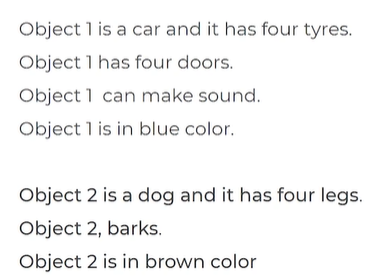 Object 1 is a car and it has four tyres.
Object 1 has four doors.
Object 1 can make sound.
Object 1 is in blue color.
Object 2 is a dog and it has four legs.
Object 2, barks.
Object 2 is in brown color